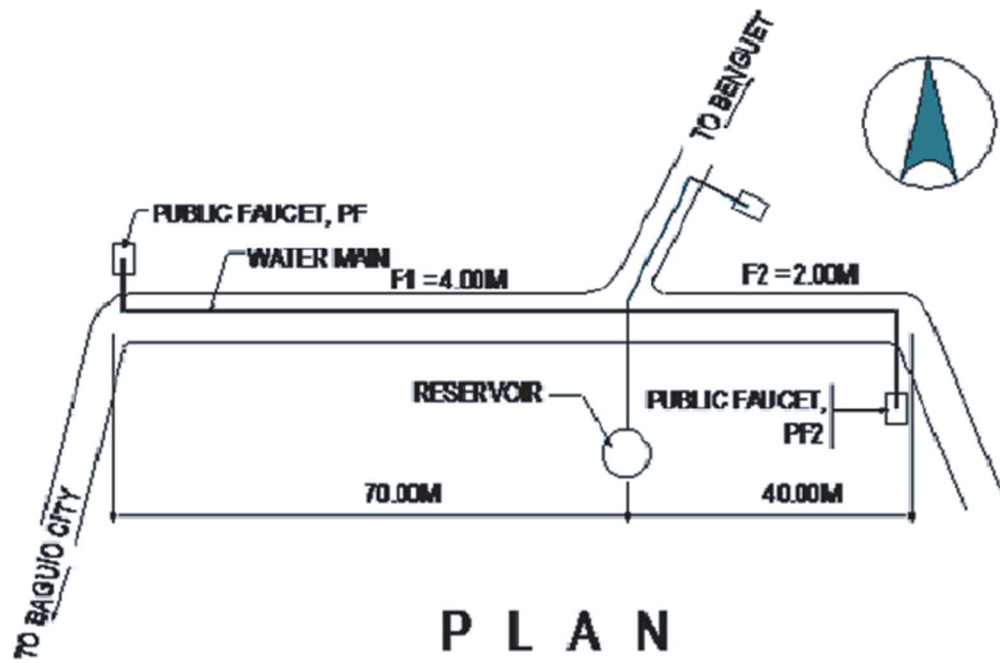 TO BENGUET
PUBLIC FAUCET, PF
WATER MAIN
F1 =4.00M
F2 =2.00M
RESERVOIR
PUBLIC FAUCET,
PF2
70.00M
40.00M
TO BAGUIO CITY
PLAN